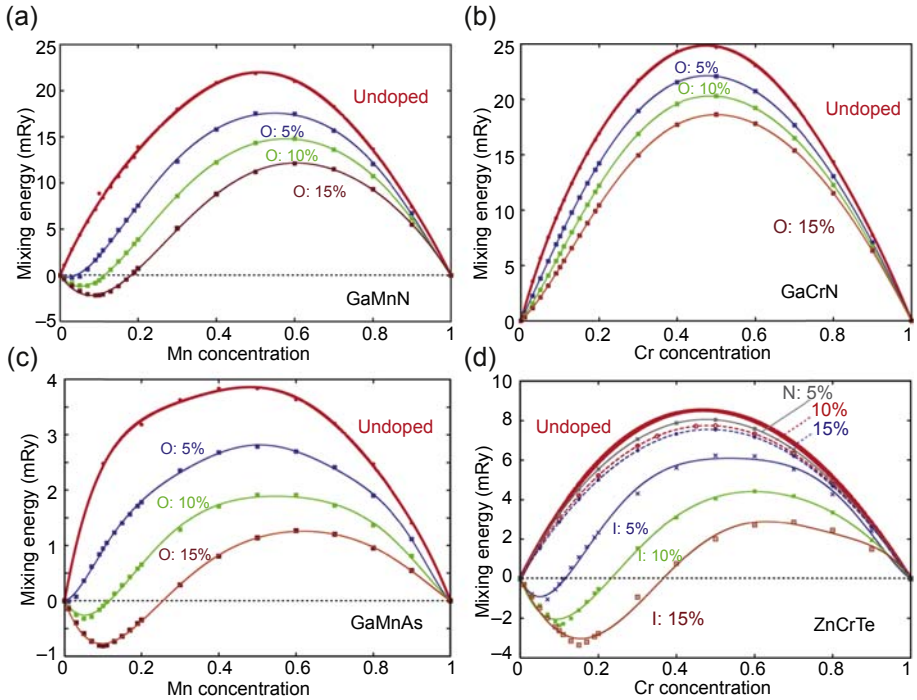 (a)
25
20
15
10
5
0
–5
0
0.2
0.4
0.6
0.8
1
Mixing energy (mRy)
Mn concentration
Undoped
O: 5%
O: 10%
O: 15%
GaMnN
(b)
25
20
15
10
5
0
0
0.2
0.4
0.6
0.8
1
Mixing energy (mRy)
Cr concentration
O: 5%
O: 10%
Undoped
O: 15%
GaCrN
(c)
4
3
2
1
0
–1
0
0.2
0.4
0.6
0.8
1
Mixing energy (mRy)
Mn concentration
Undoped
O: 5%
O: 10%
O: 15%
GaMnAs
(d)
10
8
6
4
2
0
–2
–4
0
0.2
0.4
0.6
0.8
1
Mixing energy (mRy)
Cr concentration
Undoped
N: 5%
10%
15%
I: 5%
I: 10%
I: 15%
ZnCrTe